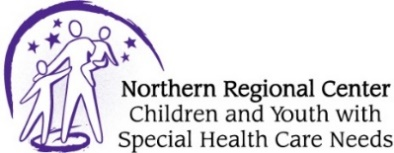 Northern Regional Center
Children and Youth with
Special Health Care Needs